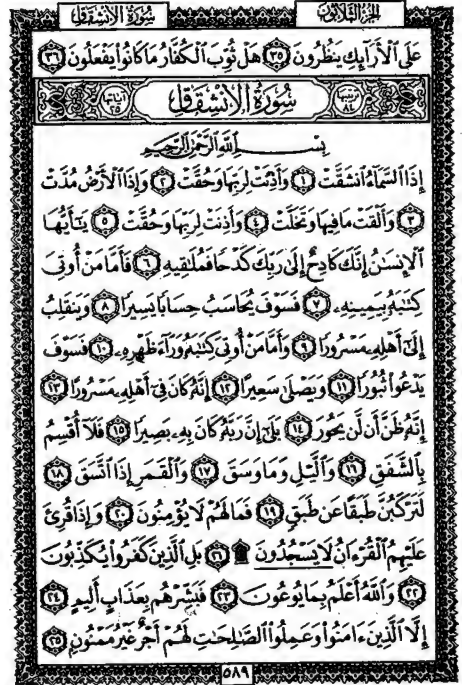 الجزء الثلاثون سورة الانشقاق
عَلَى ٱلْأَرَآئِكِ يَنظُرُونَ ٣٥ هَلْ ثُوِّبَ ٱلْكُفَّارُ مَا كَانُوا۟ يَفْعَلُونَ ٣٦
ترتيبها ٨٤ سُورَةُ الانْشِقَاقِ آياتها ٢٥
بِسْمِ ٱللَّهِ ٱلرَّحْمَٰنِ ٱلرَّحِيمِ
إِذَا ٱلسَّمَآءُ ٱنشَقَّتْ ١ وَأَذِنَتْ لِرَبِّهَا وَحُقَّتْ ٢ وَإِذَا ٱلْأَرْضُ مُدَّتْ
٣ وَأَلْقَتْ مَا فِيهَا وَتَخَلَّتْ ٤ وَأَذِنَتْ لِرَبِّهَا وَحُقَّتْ ٥ يَٰٓأَيُّهَا
ٱلْإِنسَٰنُ إِنَّكَ كَادِحٌ إِلَىٰ رَبِّكَ كَدْحًا فَمُلَٰقِيهِ ٦ فَأَمَّا مَنْ أُوتِىَ
كِتَٰبَهُۥ بِيَمِينِهِۦ ٧ فَسَوْفَ يُحَاسَبُ حِسَابًا يَسِيرًا ٨ وَيَنقَلِبُ
إِلَىٰٓ أَهْلِهِۦ مَسْرُورًا ٩ وَأَمَّا مَنْ أُوتِىَ كِتَٰبَهُۥ وَرَآءَ ظَهْرِهِۦ ١٠ فَسَوْفَ
يَدْعُوا۟ ثُبُورًا ١١ وَيَصْلَىٰ سَعِيرًا ١٢ إِنَّهُۥ كَانَ فِىٓ أَهْلِهِۦ مَسْرُورًا ١٣
إِنَّهُۥ ظَنَّ أَن لَّن يَحُورَ ١٤ بَلَىٰٓ إِنَّ رَبَّهُۥ كَانَ بِهِۦ بَصِيرًا ١٥ فَلَآ أُقْسِمُ
بِٱلشَّفَقِ ١٦ وَٱلَّيْلِ وَمَا وَسَقَ ١٧ وَٱلْقَمَرِ إِذَا ٱتَّسَقَ ١٨
لَتَرْكَبُنَّ طَبَقًا عَن طَبَقٍ ١٩ فَمَا لَهُمْ لَا يُؤْمِنُونَ ٢٠ وَإِذَا قُرِئَ
عَلَيْهِمُ ٱلْقُرْءَانُ لَا يَسْجُدُونَ ۩ ٢١ بَلِ ٱلَّذِينَ كَفَرُوا۟ يُكَذِّبُونَ
٢٢ وَٱللَّهُ أَعْلَمُ بِمَا يُوعُونَ ٢٣ فَبَشِّرْهُم بِعَذَابٍ أَلِيمٍ ٢٤
إِلَّا ٱلَّذِينَ ءَامَنُوا۟ وَعَمِلُوا۟ ٱلصَّٰلِحَٰتِ لَهُمْ أَجْرٌ غَيْرُ مَمْنُونٍ ٢٥
٥٨٩